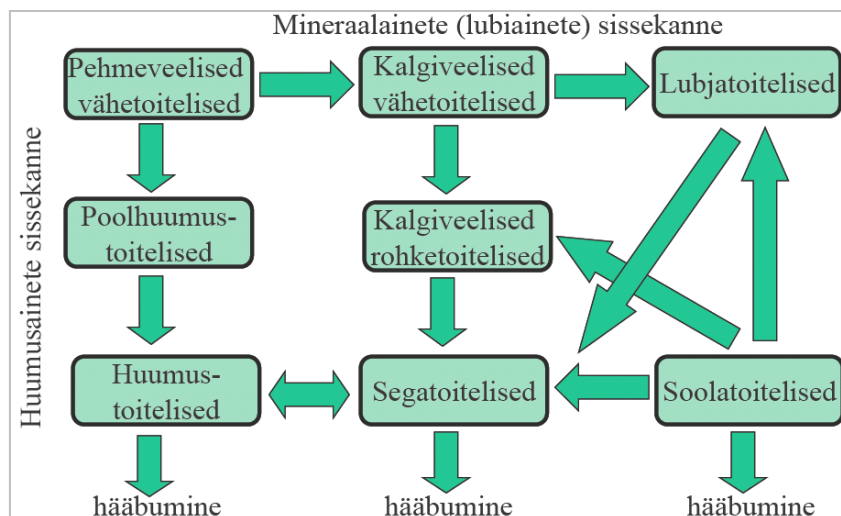 Mineraalainete (lubiainete) sissekanne
Huumusainete sissekanne
Pehmeveelised
vähetoitelised
Kalgiveelised
vähetoitelised
Lubjatoitelised
Poolhuumus-
toitelised
Kalgiveelised
rohketoitelised
Huumus-
toitelised
Segatoitelised
Soolatoitelised
hääbumine
hääbumine
hääbumine